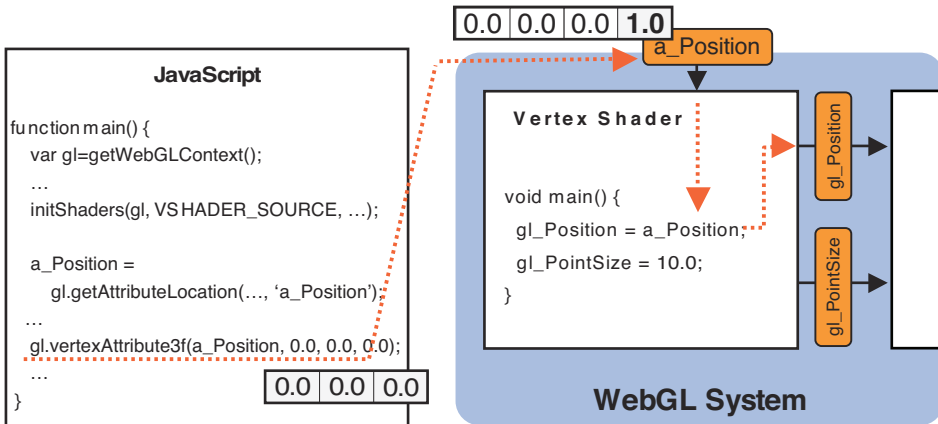 0.0 0.0 0.0 1.0
a_Position
JavaScript
function main() {
var gl=getWebGLContext();
…
initShaders(gl, VSHADER_SOURCE, …);
a_Position =
gl.getAttributeLocation(…, ‘a_Position’);
…
gl.vertexAttribute3f(a_Position, 0.0, 0.0, 0.0);
…
}
0.0 0.0 0.0
Vertex Shader
void main() {
gl_Position = a_Position;
gl_PointSize = 10.0;
}
gl_Position
gl_PointSize
WebGL System